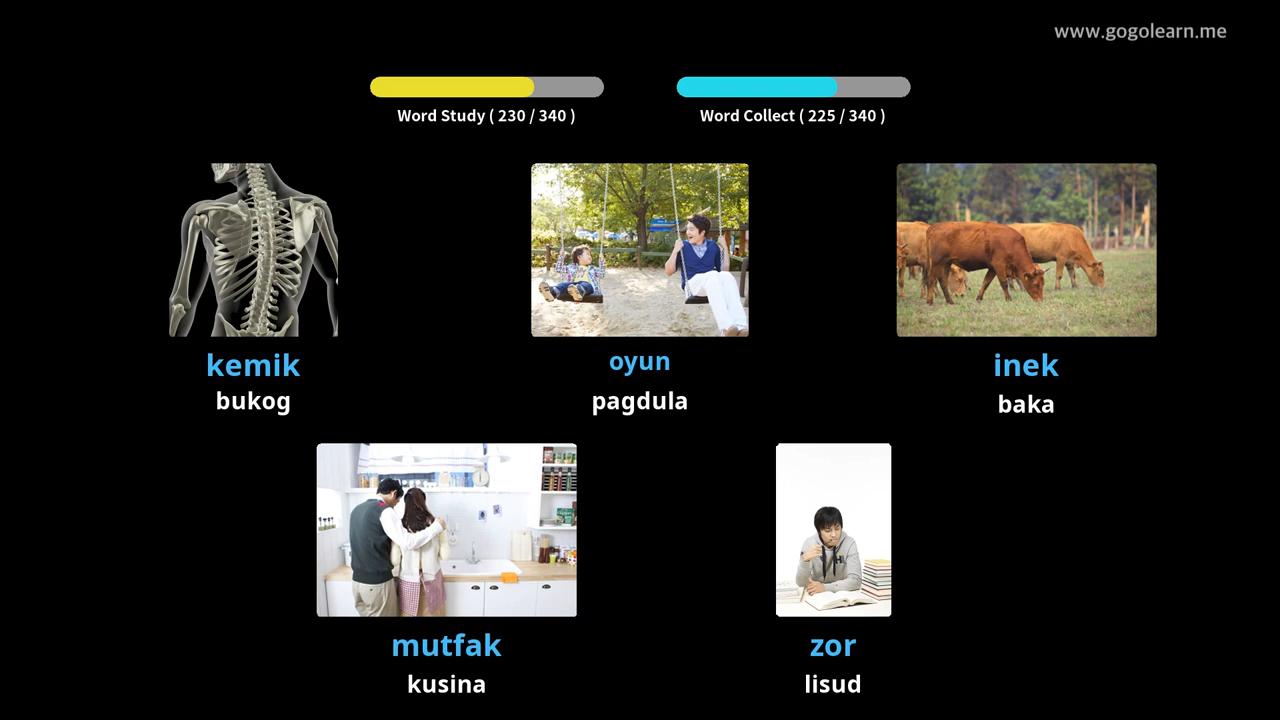 www.gogolearn.me
Word Study ( 230 / 340 )
Word Collect ( 225 / 340 )
kemik
bukog
oyun
pagdula
inek
baka
mutfak
kusina
zor
lisud